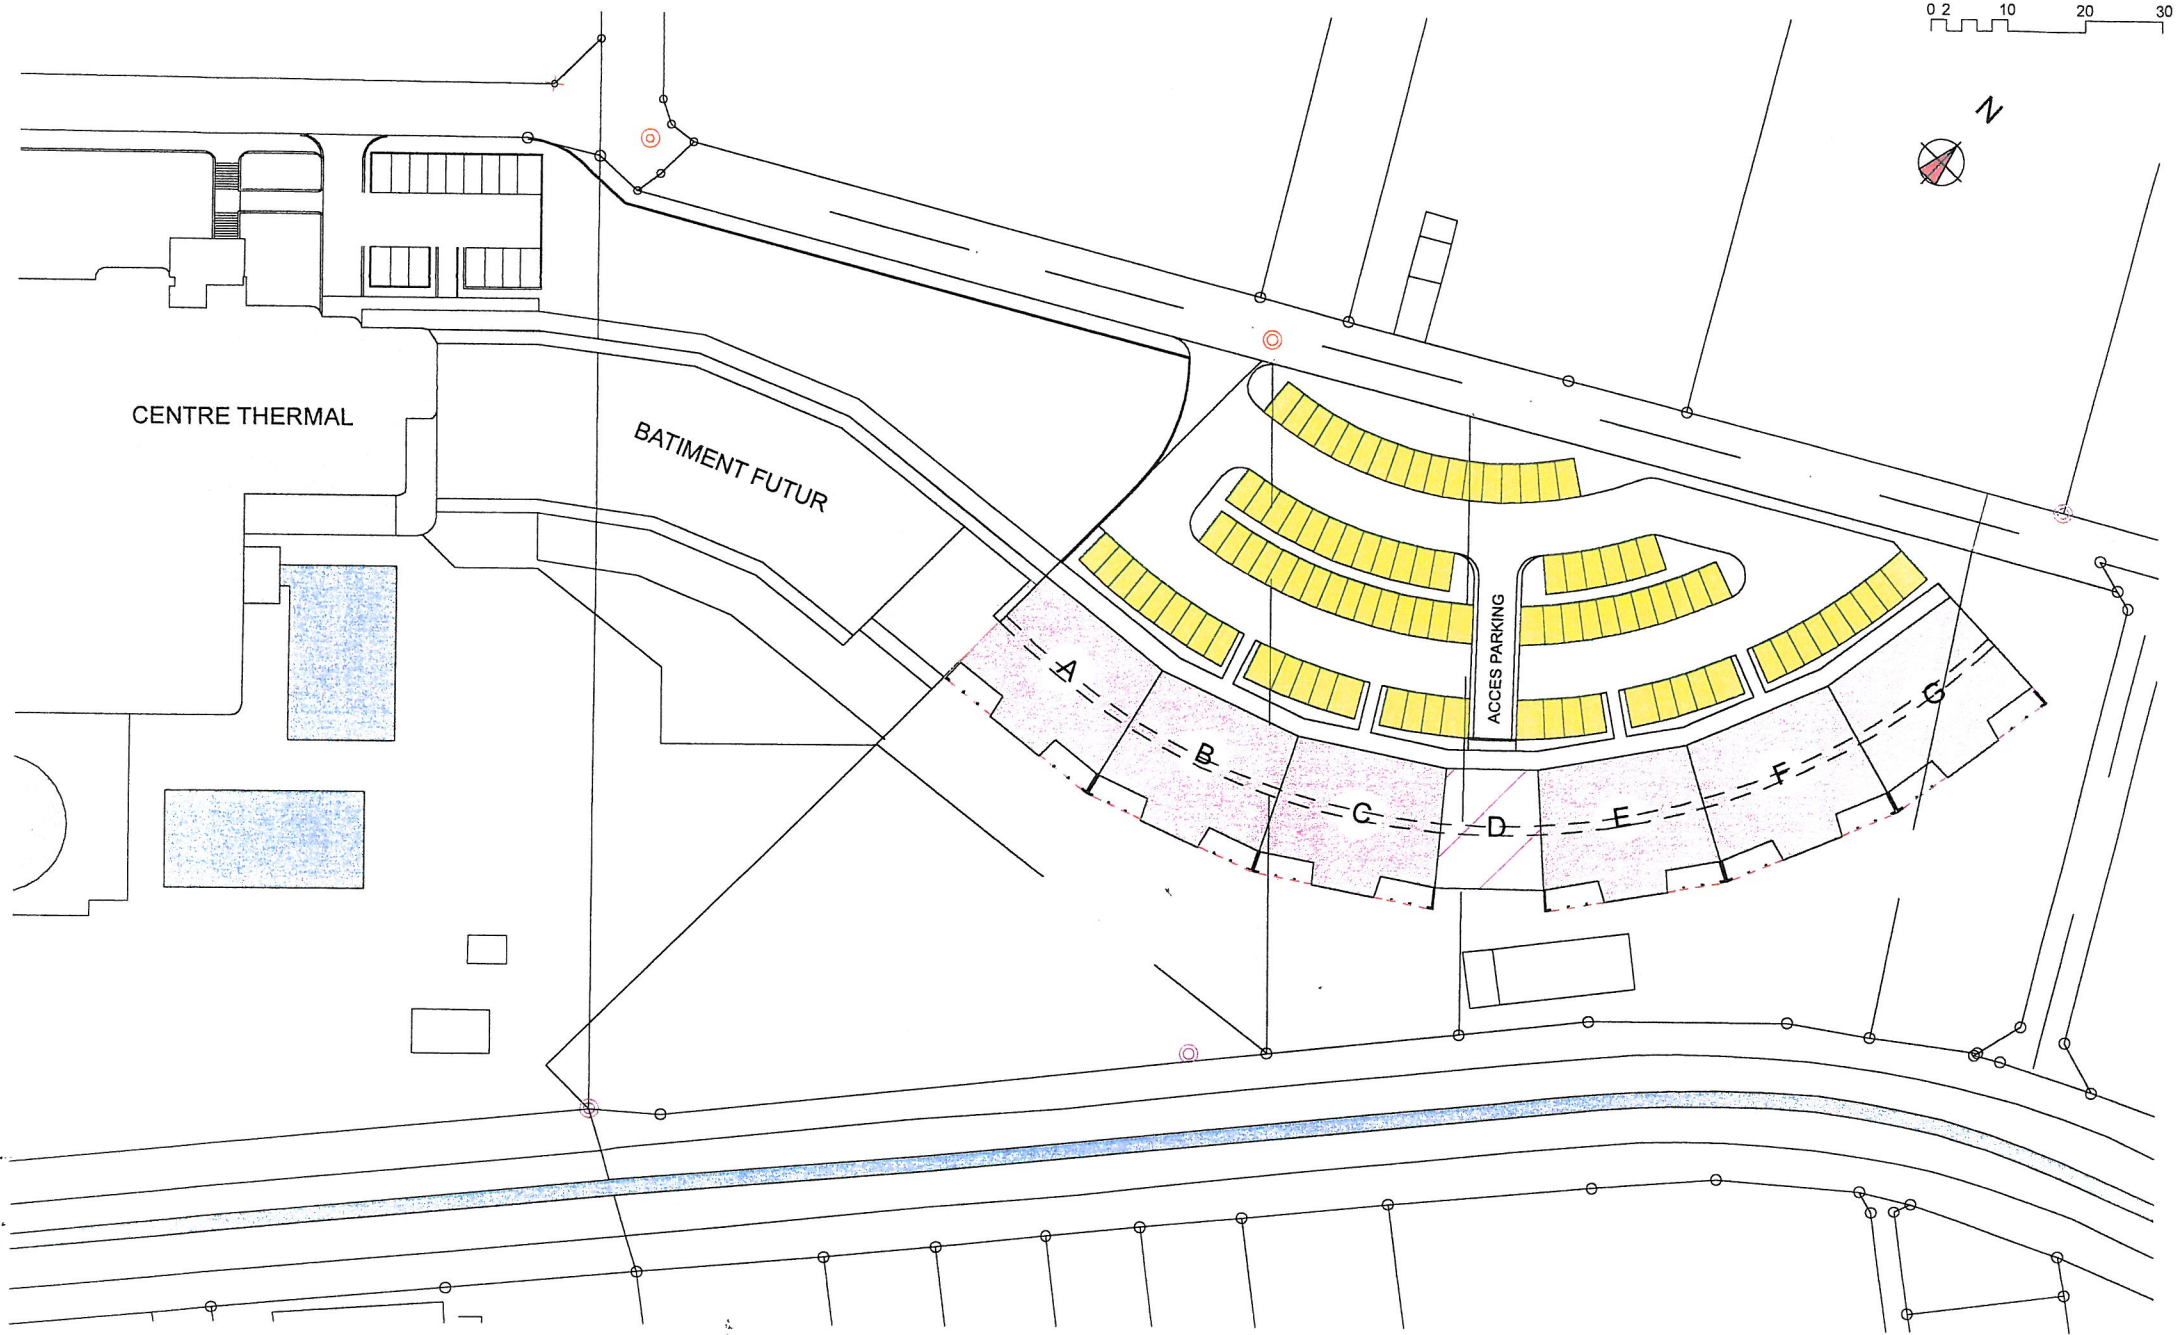 0 2 10 20 30
N
CENTRE THERMAL
BATIMENT FUTUR
ACCES PARKING
A
B
C
D
E
F
G